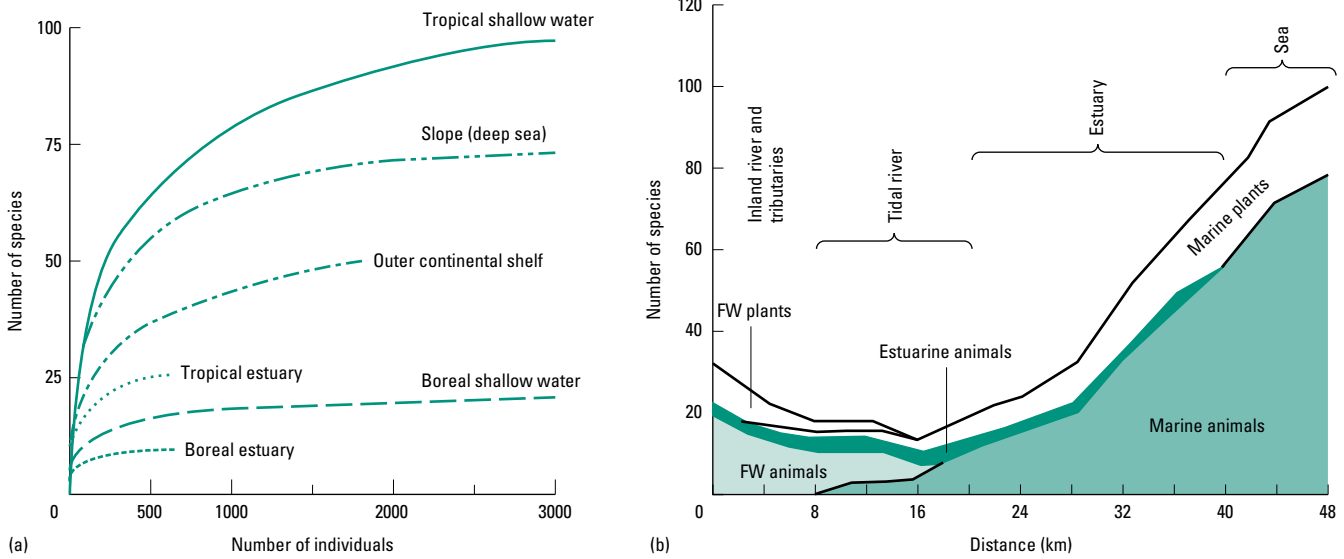 Number of species
100
75
50
25
0
500
1000
2000
3000
Tropical shallow water
Slope (deep sea)
Outer continental shelf
Tropical estuary
Boreal shallow water
Boreal estuary
(a)
Number of individuals
Number of species
120
100
80
60
40
20
0
8
16
24
32
40
48
Inland river and
tributaries
Tidal river
Estuary
Sea
FW plants
Estuarine animals
Marine plants
Marine animals
FW animals
(b)
Distance (km)